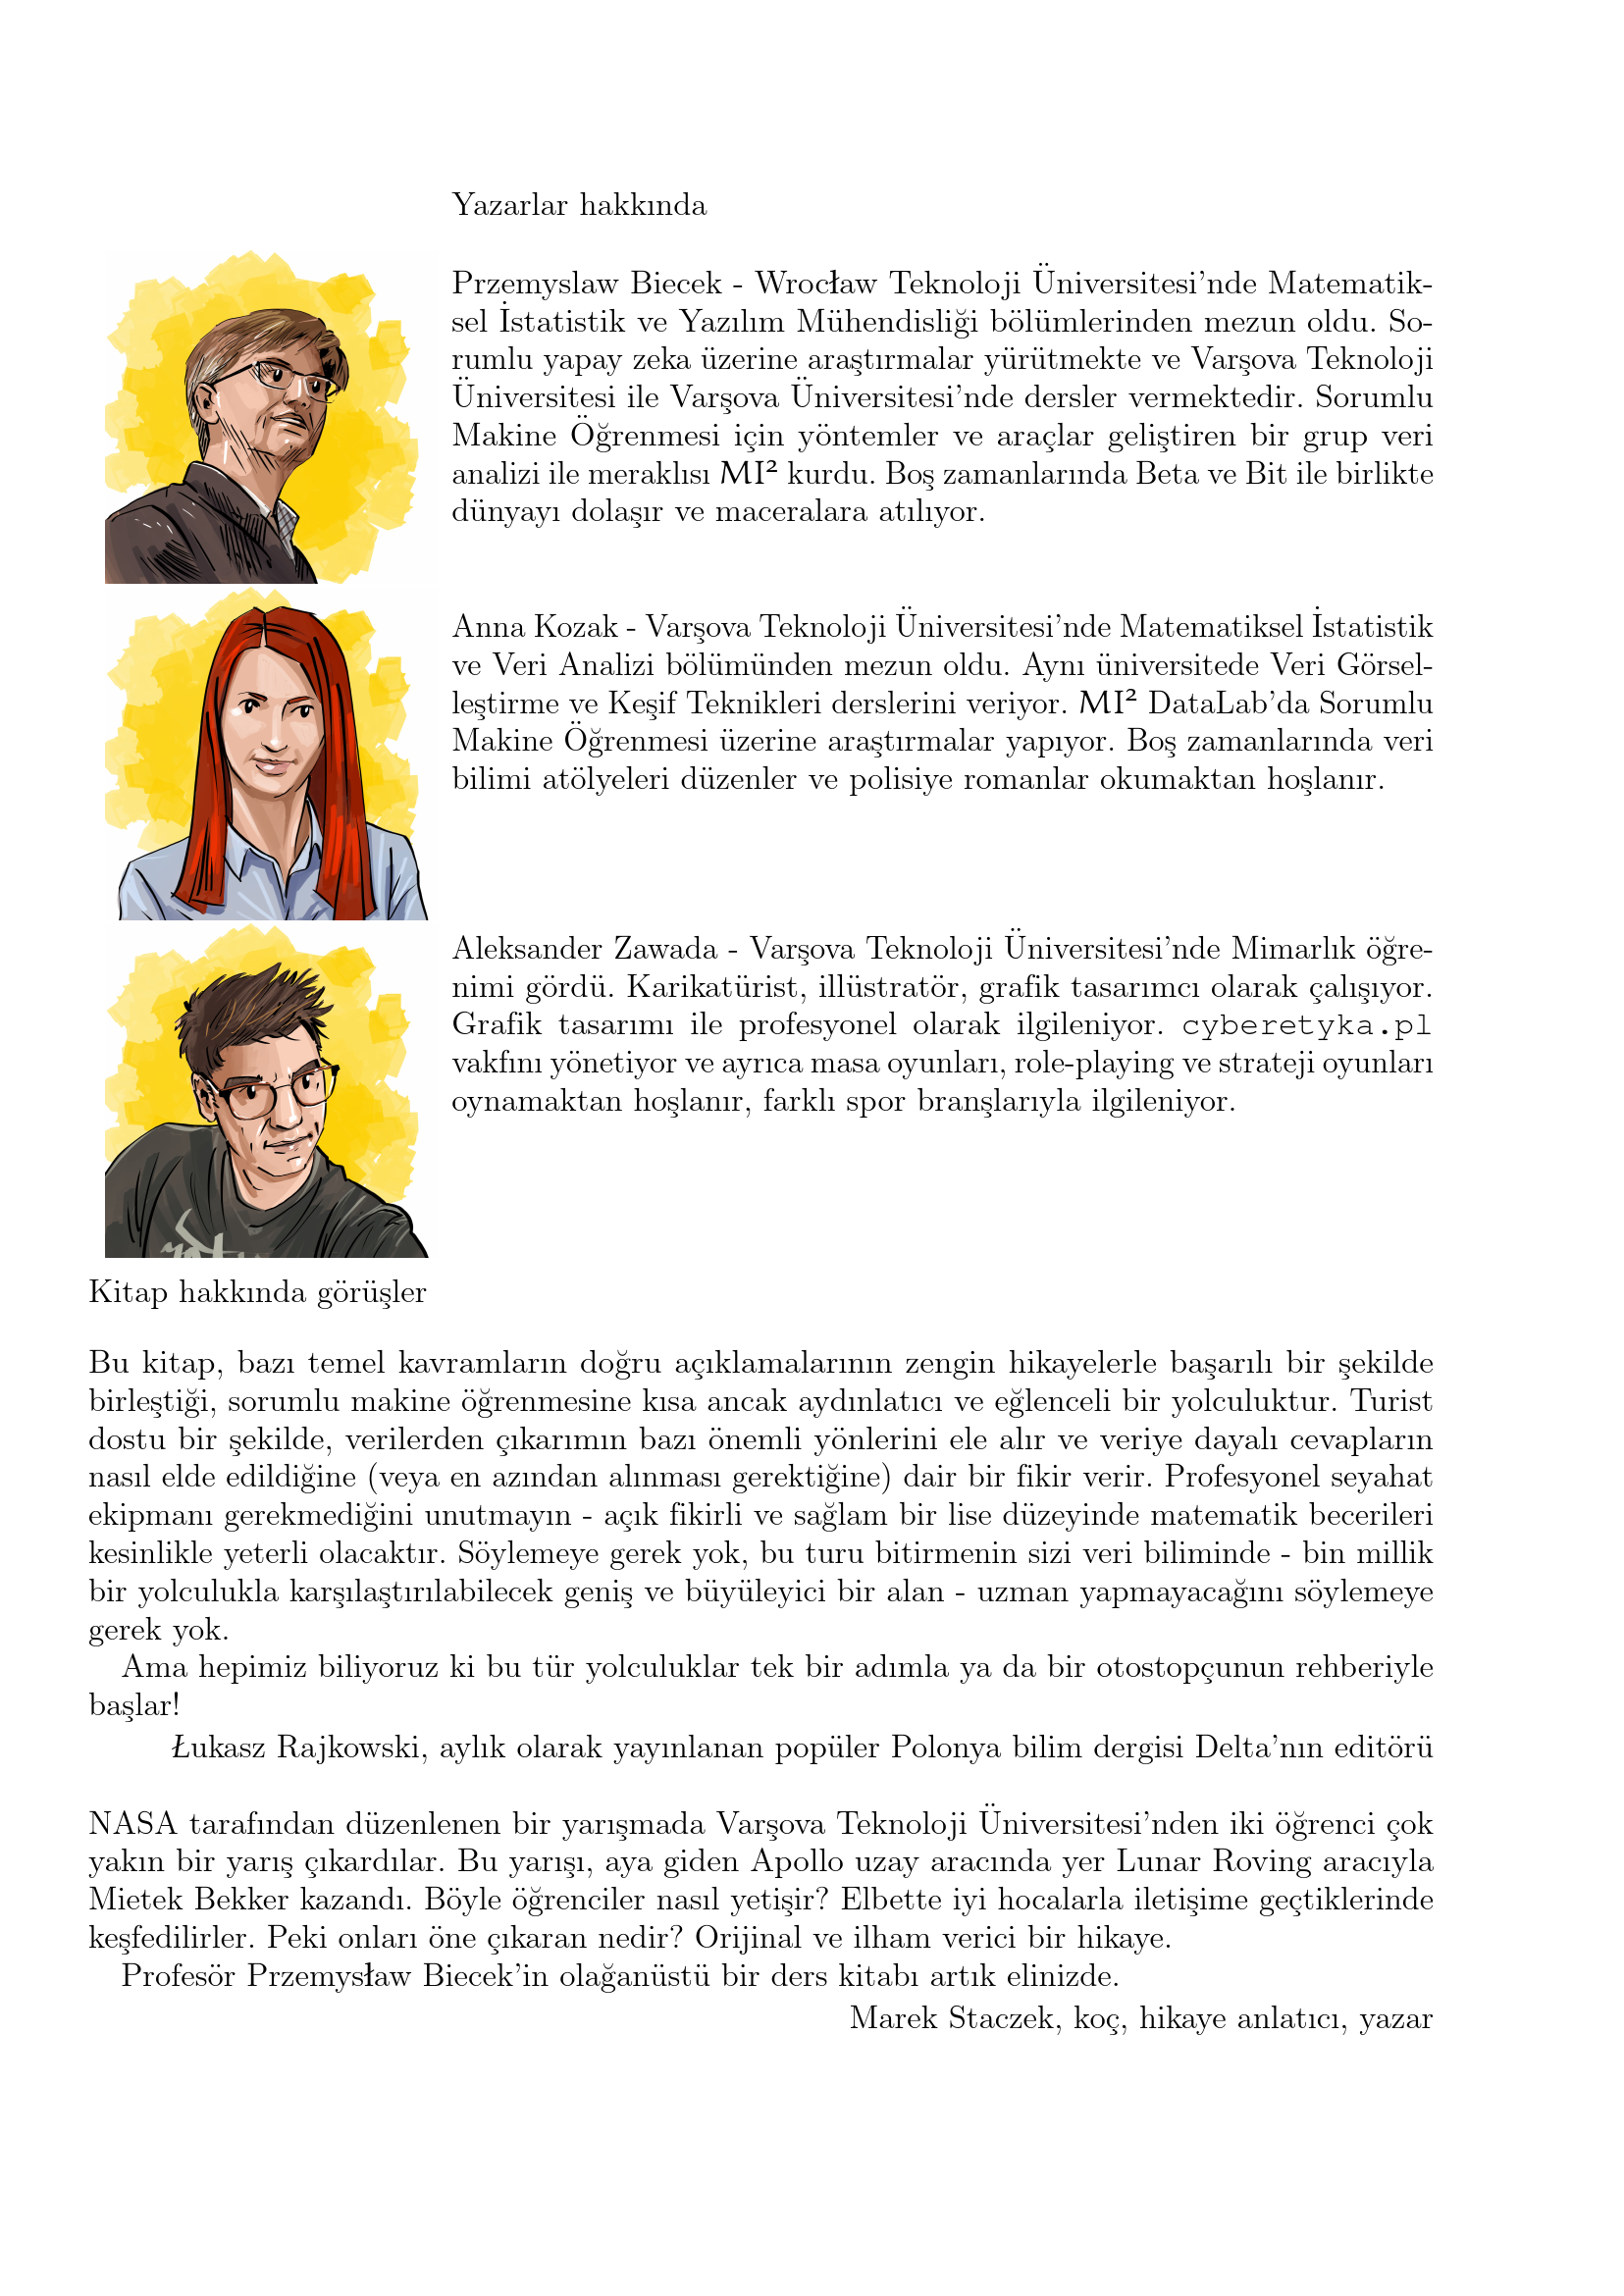 Yazarlar hakkında
Przemyslaw Biecek - Wrocław Teknoloji Üniversitesi'nde Matematik-
sel İstatistik ve Yazılım Mühendisliği bölümlerinden mezun oldu. So-
rumlu yapay zeka üzerine araştırmalar yürütmekte ve Varşova Teknoloji
Üniversitesi ile Varşova Üniversitesi'nde dersler vermektedir. Sorumlu
Makine Öğrenmesi için yöntemler ve araçlar geliştiren bir grup veri
analizi ile meraklısı MI² kurdu. Boş zamanlarında Beta ve Bit ile birlikte
dünyayı dolaşır ve maceralara atılıyor.
Anna Kozak - Varşova Teknoloji Üniversitesi'nde Matematiksel İstatistik
ve Veri Analizi bölümünden mezun oldu. Aynı üniversitede Veri Görsel-
leştirme ve Keşif Teknikleri derslerini veriyor. MI² DataLab'da Sorumlu
Makine Öğrenmesi üzerine araştırmalar yapıyor. Boş zamanlarında veri
bilimi atölyeleri düzenler ve polisiye romanlar okumaktan hoşlanır.
Aleksander Zawada - Varşova Teknoloji Üniversitesi'nde Mimarlık öğre-
nimi gördü. Karikatürist, illüstratör, grafik tasarımcı olarak çalışıyor.
Grafik tasarımı ile profesyonel olarak ilgileniyor. cyberetyka.pl
vakfını yönetiyor ve ayrıca masa oyunları, role-playing ve strateji oyunları
oynamaktan hoşlanır, farklı spor branşlarıyla ilgileniyor.
Kitap hakkında görüşler
Bu kitap, bazı temel kavramların doğru açıklamalarının zengin hikayelerle başarılı bir şekilde
birleştiği, sorumlu makine öğrenmesine kısa ancak aydınlatıcı ve eğlenceli bir yolculuktur. Turist
dostu bir şekilde, verilerden çıkarımın bazı önemli yönlerini ele alır ve veriye dayalı cevapların
nasıl elde edildiğine (veya en azından alınması gerektiğine) dair bir fikir verir. Profesyonel seyahat
ekipmanı gerekmediğini unutmayın - açık fikirli ve sağlam bir lise düzeyinde matematik becerileri
kesinlikle yeterli olacaktır. Söylemeye gerek yok, bu turu bitirmenin sizi veri biliminde - bin millik
bir yolculukla karşılaştırılabilecek geniş ve büyüleyici bir alan - uzman yapmayacağını söylemeye
gerek yok.
Ama hepimiz biliyoruz ki bu tür yolculuklar tek bir adımla ya da bir otostopçunun rehberiyle
başlar!
Łukasz Rajkowski, aylık olarak yayınlanan popüler Polonya bilim dergisi Delta'nın editörü
NASA tarafından düzenlenen bir yarışmada Varşova Teknoloji Üniversitesi'nden iki öğrenci çok
yakın bir yarış çıkardılar. Bu yarışı, aya giden Apollo uzay aracında yer Lunar Roving aracıyla
Mietek Bekker kazandı. Böyle öğrenciler nasıl yetişir? Elbette iyi hocalarla iletişime geçtiklerinde
keşfedilirler. Peki onları öne çıkaran nedir? Orijinal ve ilham verici bir hikaye.
Profesör Przemysław Biecek'in olağanüstü bir ders kitabı artık elinizde.
Marek Staczek, koç, hikaye anlatıcı, yazar